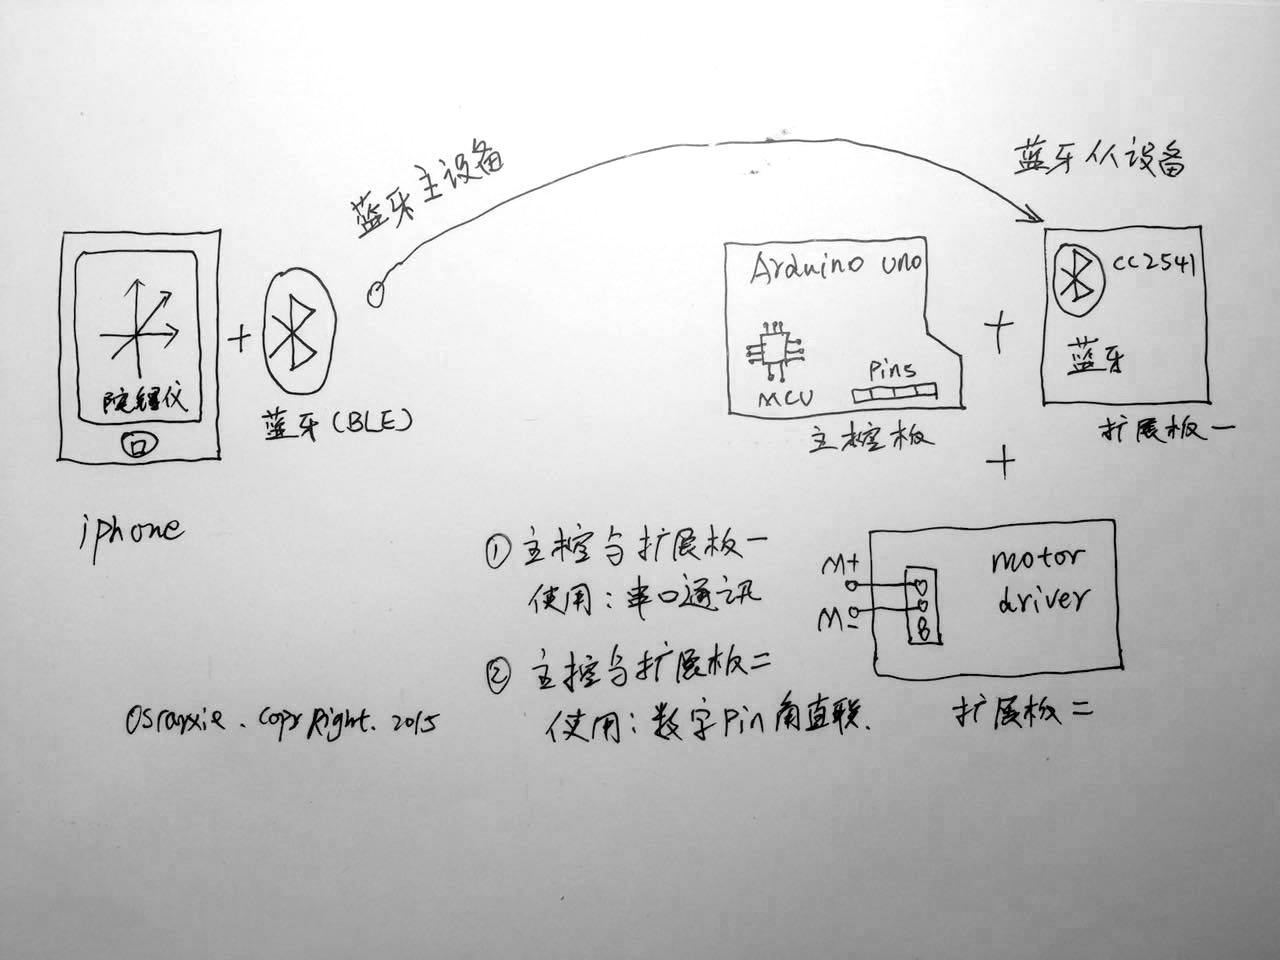 蓝牙主设备
蓝牙从设备
陀螺仪
蓝牙(BLE)
iphone
Arduino uno
MCU
Pins
主控板
CC2541
蓝牙
扩展板一
①主控与扩展板一
使用:串口通讯
②主控与扩展板二
使用:数字Pin角直联.
M+
M-
motor
driver
扩展板二
CopyRight. 2015